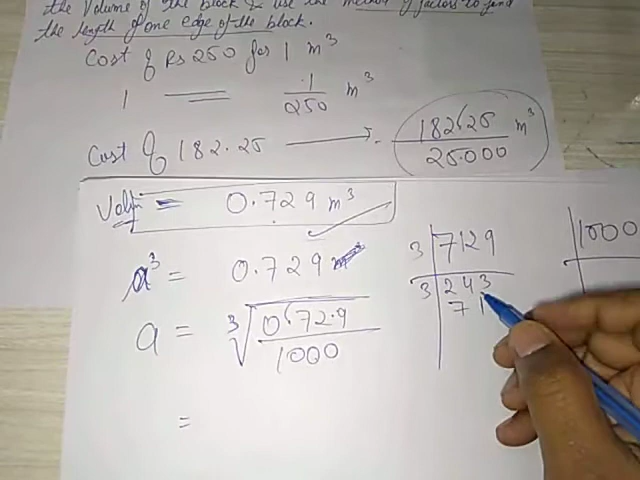 the Volume of the block & use the method of factors to find
the length of one edge of the block.
Cost of Rs 250 for 1 m³
1 1/250 m³
Cost of 182.25 → 182.25/25000 m³
= 0.729 m³
a³ = 0.729
a = ³√0.729/1000
=
3 | 729
3 | 243
71
1000